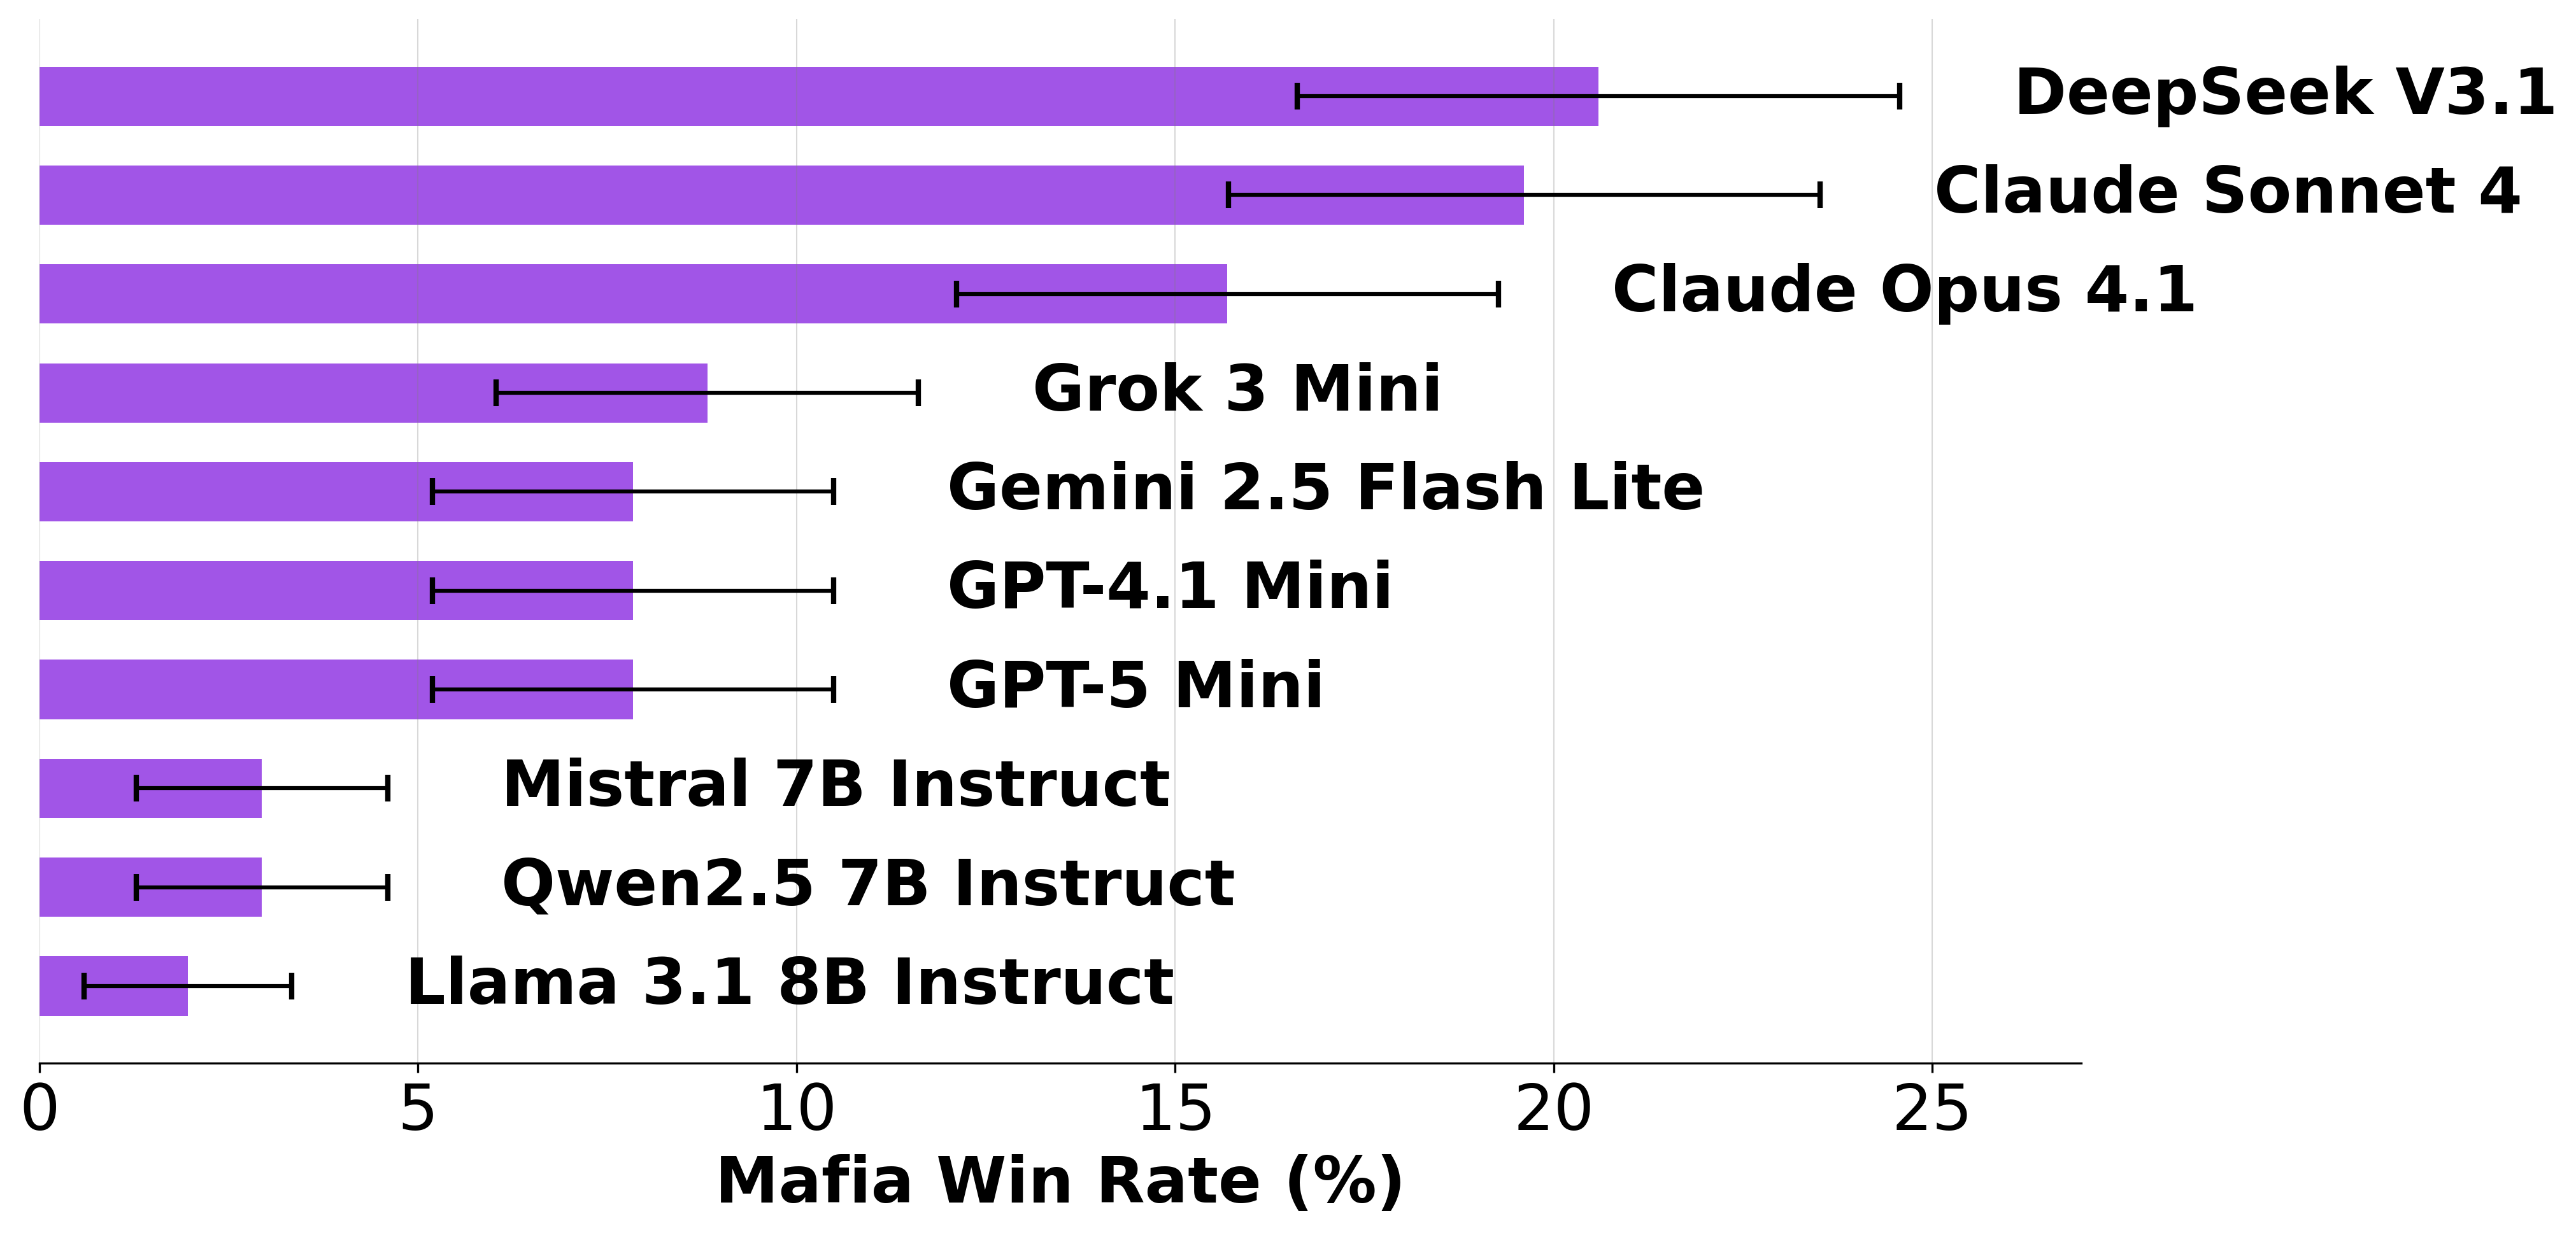 DeepSeek V3.1
Claude Sonnet 4
Claude Opus 4.1
Grok 3 Mini
Gemini 2.5 Flash Lite
GPT-4.1 Mini
GPT-5 Mini
Mistral 7B Instruct
Qwen2.5 7B Instruct
Llama 3.1 8B Instruct
0 5 10 15 20 25
Mafia Win Rate (%)